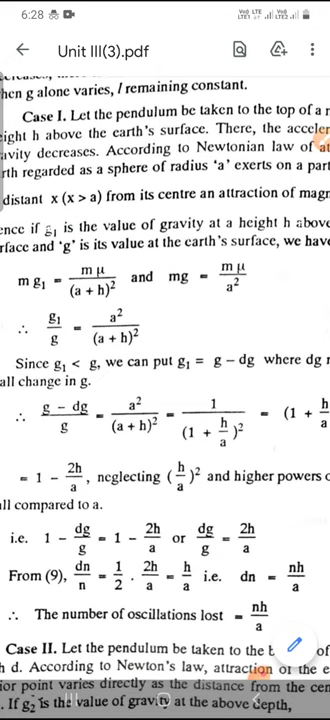 6:28
Vo) LTE
LTE1
Vo) LTE
LTE2
Unit III(3).pdf
hen g alone varies, l remaining constant.
Case I. Let the pendulum be taken to the top of a
eight h above the earth's surface. There, the acceler
avity decreases. According to Newtonian law of at
rth regarded as a sphere of radius 'a' exerts on a part
distant x (x > a) from its centre an attraction of magn
ence if g₁ is the value of gravity at a height h above
rface and 'g' is its value at the earth's surface, we have
m g₁ = mμ/(a + h)² and mg = mμ/a²
∴ g₁/g = a²/(a + h)²
Since g₁ < g, we can put g₁ = g – dg where dg
all change in g.
∴ (g – dg)/g = a²/(a + h)² = 1/(1 + h/a)² = (1 + h/a
= 1 – 2h/a, neglecting (h/a)² and higher powers
ll compared to a.
i.e. 1 – dg/g = 1 – 2h/a or dg/g = 2h/a
From (9), dn/n = 1/2 . 2h/a = h/a i.e. dn = nh/a
∴ The number of oscillations lost = nh/a
Case II. Let the pendulum be taken to the of
h d. According to Newton's law, attraction of the
ior point varies directly as the distance from the cen
. If g₂ is the value of gravity at the above depth,